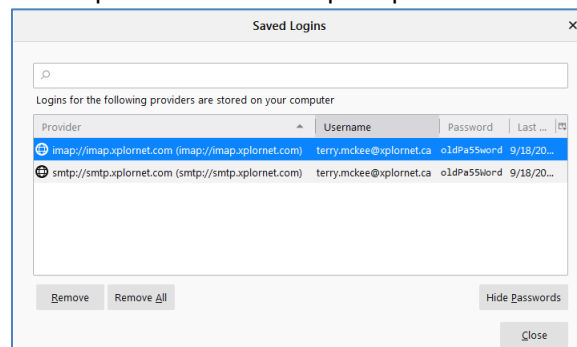 Saved Logins
Logins for the following providers are stored on your computer
Provider Username Password Last ...
imap://imap.xplornet.com (imap://imap.xplornet.com) terry.mckee@xplornet.ca oldPa55word 9/18/20...
smtp://smtp.xplornet.com (smtp://smtp.xplornet.com) terry.mckee@xplornet.ca oldPa55Word 9/18/20...
Remove Remove All Hide Passwords
Close